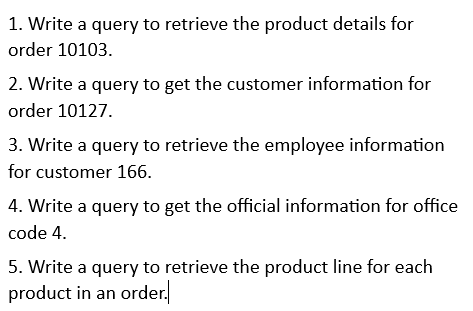 1. Write a query to retrieve the product details for
order 10103.
2. Write a query to get the customer information for
order 10127.
3. Write a query to retrieve the employee information
for customer 166.
4. Write a query to get the official information for office
code 4.
5. Write a query to retrieve the product line for each
product in an order.